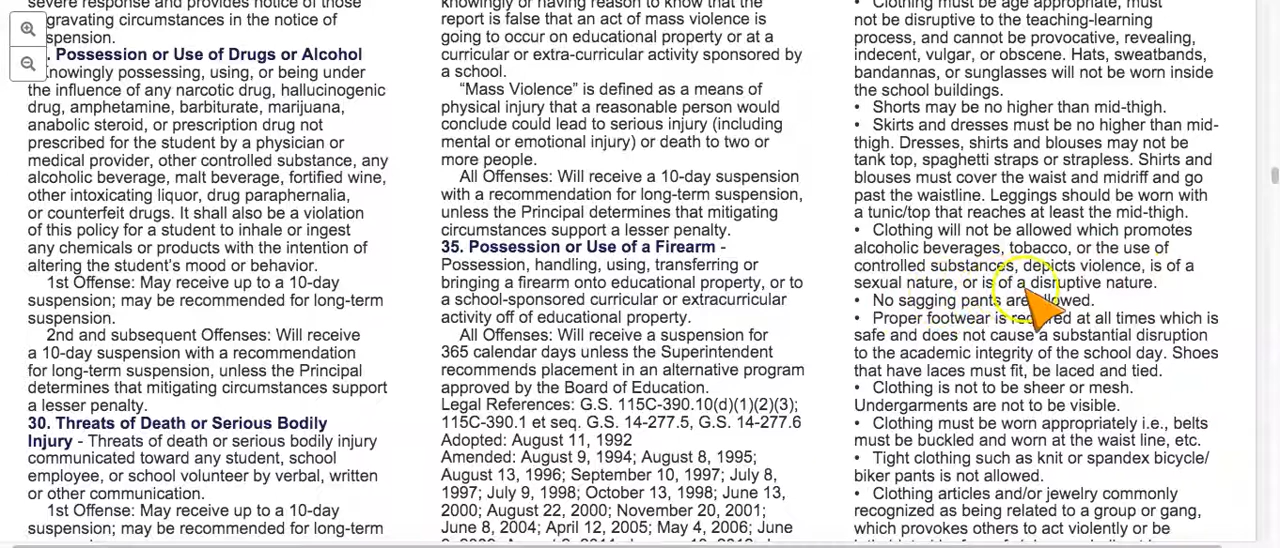 severe response and provides notice of those
gravating circumstances in the notice of
spension.
. Possession or Use of Drugs or Alcohol
nowingly possessing, using, or being under
the influence of any narcotic drug, hallucinogenic
drug, amphetamine, barbiturate, marijuana,
anabolic steroid, or prescription drug not
prescribed for the student by a physician or
medical provider, other controlled substance, any
alcoholic beverage, malt beverage, fortified wine,
other intoxicating liquor, drug paraphernalia,
or counterfeit drugs. It shall also be a violation
of this policy for a student to inhale or ingest
any chemicals or products with the intention of
altering the student's mood or behavior.
1st Offense: May receive up to a 10-day
suspension; may be recommended for long-term
suspension.
2nd and subsequent Offenses: Will receive
a 10-day suspension with a recommendation
for long-term suspension, unless the Principal
determines that mitigating circumstances support
a lesser penalty.
30. Threats of Death or Serious Bodily
Injury - Threats of death or serious bodily injury
communicated toward any student, school
employee, or school volunteer by verbal, written
or other communication.
1st Offense: May receive up to a 10-day
suspension; may be recommended for long-term
knowingly or having reason to know that the
report is false that an act of mass violence is
going to occur on educational property or at a
curricular or extra-curricular activity sponsored by
a school.
“Mass Violence” is defined as a means of
physical injury that a reasonable person would
conclude could lead to serious injury (including
mental or emotional injury) or death to two or
more people.
All Offenses: Will receive a 10-day suspension
with a recommendation for long-term suspension,
unless the Principal determines that mitigating
circumstances support a lesser penalty.
35. Possession or Use of a Firearm -
Possession, handling, using, transferring or
bringing a firearm onto educational property, or to
a school-sponsored curricular or extracurricular
activity off of educational property.
All Offenses: Will receive a suspension for
365 calendar days unless the Superintendent
recommends placement in an alternative program
approved by the Board of Education.
Legal References: G.S. 115C-390.10(d)(1)(2)(3);
115C-390.1 et seq. G.S. 14-277.5, G.S. 14-277.6
Adopted: August 11, 1992
Amended: August 9, 1994; August 8, 1995;
August 13, 1996; September 10, 1997; July 8,
1997; July 9, 1998; October 13, 1998; June 13,
2000; August 22, 2000; November 20, 2001;
June 8, 2004; April 12, 2005; May 4, 2006; June
• Clothing must be age appropriate, must
not be disruptive to the teaching-learning
process, and cannot be provocative, revealing,
indecent, vulgar, or obscene. Hats, sweatbands,
bandannas, or sunglasses will not be worn inside
the school buildings.
• Shorts may be no higher than mid-thigh.
• Skirts and dresses must be no higher than mid-
thigh. Dresses, shirts and blouses may not be
tank top, spaghetti straps or strapless. Shirts and
blouses must cover the waist and midriff and go
past the waistline. Leggings should be worn with
a tunic/top that reaches at least the mid-thigh.
• Clothing will not be allowed which promotes
alcoholic beverages, tobacco, or the use of
controlled substances, depicts violence, is of a
sexual nature, or is of a disruptive nature.
• No sagging pants are allowed.
• Proper footwear is required at all times which is
safe and does not cause a substantial disruption
to the academic integrity of the school day. Shoes
that have laces must fit, be laced and tied.
• Clothing is not to be sheer or mesh.
Undergarments are not to be visible.
• Clothing must be worn appropriately i.e., belts
must be buckled and worn at the waist line, etc.
• Tight clothing such as knit or spandex bicycle/
biker pants is not allowed.
• Clothing articles and/or jewelry commonly
recognized as being related to a group or gang,
which provokes others to act violently or be